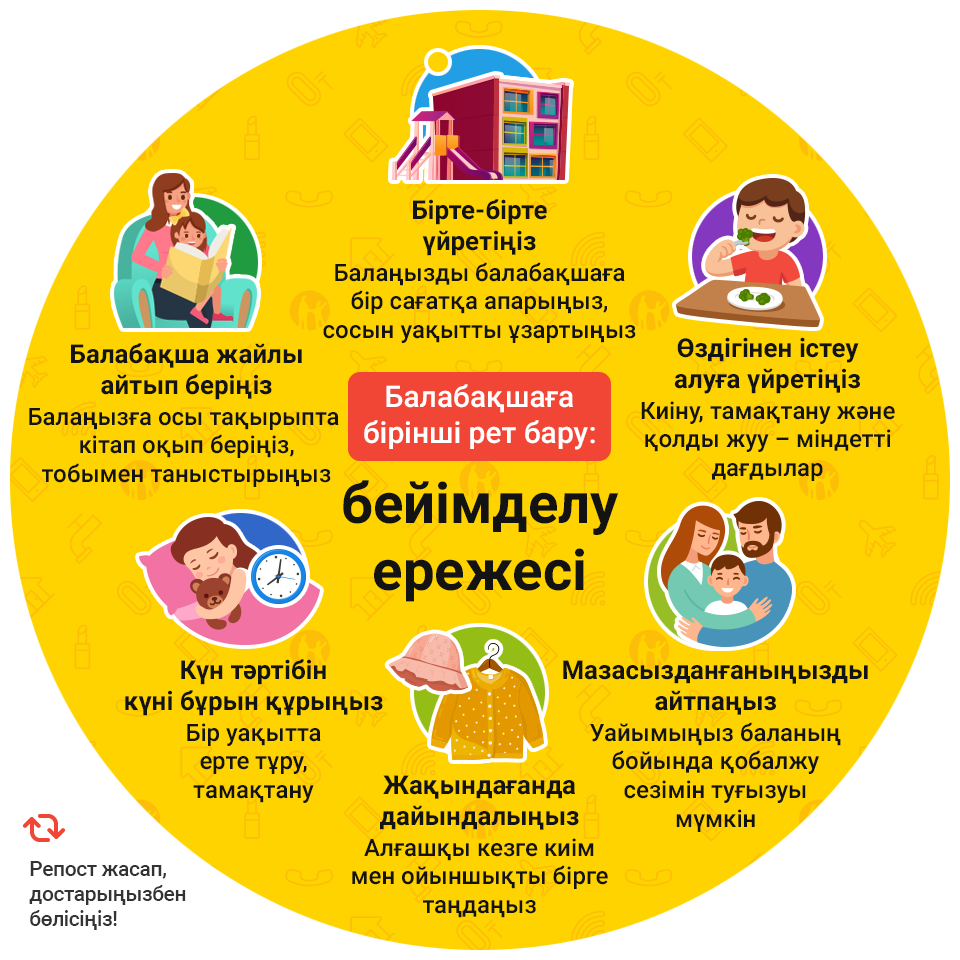 Балабақшаға
бірінші рет бару:
бейімделу
ережесі
Бірте-бірте
үйретіңіз
Балаңызды балабақшаға
бір сағатқа апарыңыз,
сосын уақытты ұзартыңыз
Балабақша жайлы
айтып беріңіз
Балаңызға осы тақырыпта
кітап оқып беріңіз,
тобымен таныстырыңыз
Өздігінен істеу
алуға үйретіңіз
Киіну, тамақтану және
қолды жуу – міндетті
дағдылар
Күн тәртібін
күні бұрын құрыңыз
Бір уақытта
ерте тұру,
тамақтану
Мазасызданғаныңызды
айтпаңыз
Уайымыңыз баланың
бойында қобалжу
сезімін туғызуы
мүмкін
Жақындағанда
дайындалыңыз
Алғашқы кезге киім
мен ойыншықты бірге
таңдаңыз
Репост жасап,
достарыңызбен
бөлісіңіз!